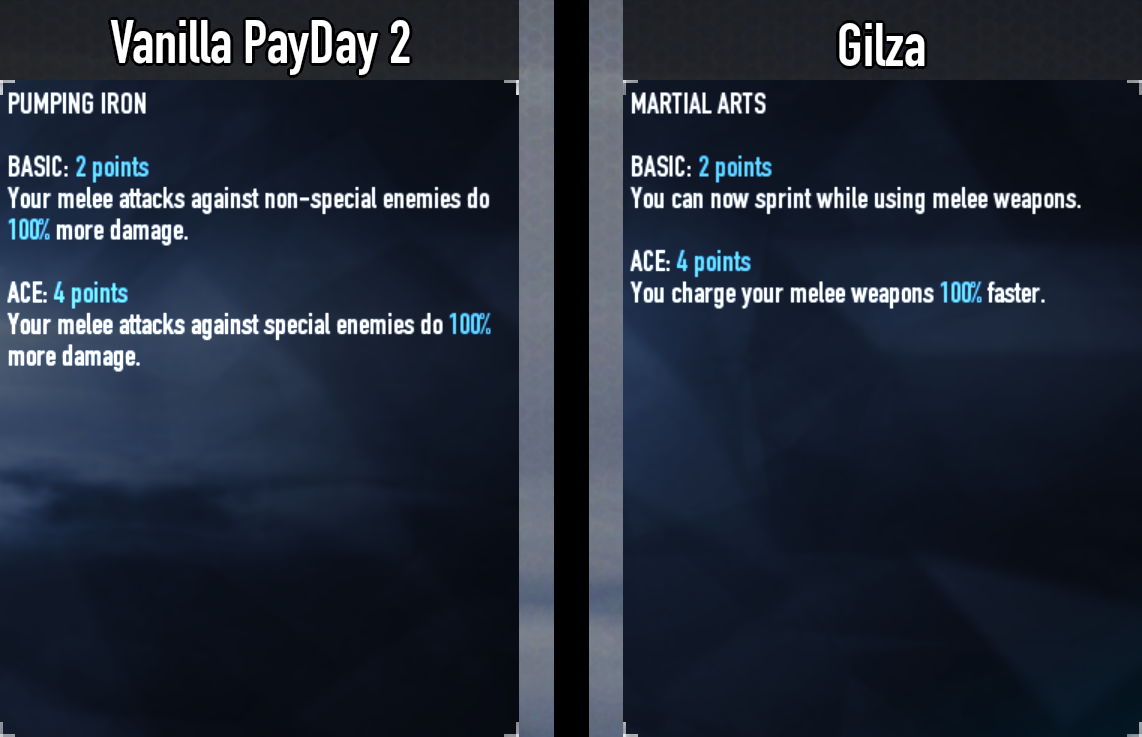 Vanilla PayDay 2
PUMPING IRON
BASIC: 2 points
Your melee attacks against non-special enemies do
100% more damage.
ACE: 4 points
Your melee attacks against special enemies do 100%
more damage.
Gilza
MARTIAL ARTS
BASIC: 2 points
You can now sprint while using melee weapons.
ACE: 4 points
You charge your melee weapons 100% faster.